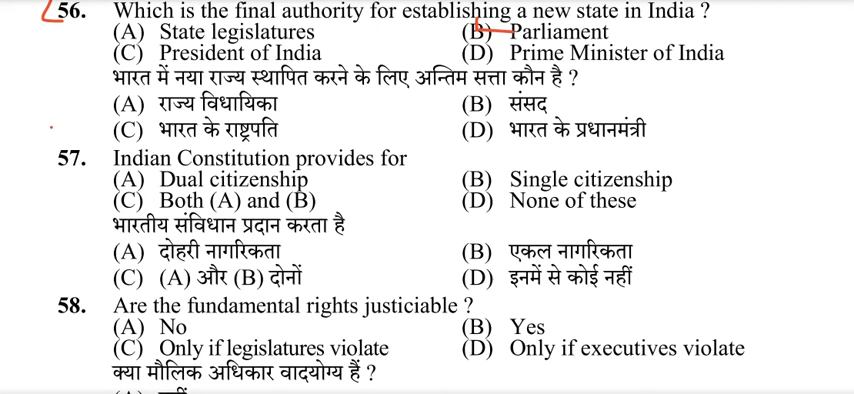 56. Which is the final authority for establishing a new state in India ?
(A) State legislatures (B) Parliament
(C) President of India (D) Prime Minister of India
भारत में नया राज्य स्थापित करने के लिए अन्तिम सत्ता कौन है ?
(A) राज्य विधायिका (B) संसद
(C) भारत के राष्ट्रपति (D) भारत के प्रधानमंत्री
57. Indian Constitution provides for
(A) Dual citizenship (B) Single citizenship
(C) Both (A) and (B) (D) None of these
भारतीय संविधान प्रदान करता है
(A) दोहरी नागरिकता (B) एकल नागरिकता
(C) (A) और (B) दोनों (D) इनमें से कोई नहीं
58. Are the fundamental rights justiciable ?
(A) No (B) Yes
(C) Only if legislatures violate (D) Only if executives violate
क्या मौलिक अधिकार वादयोग्य हैं ?